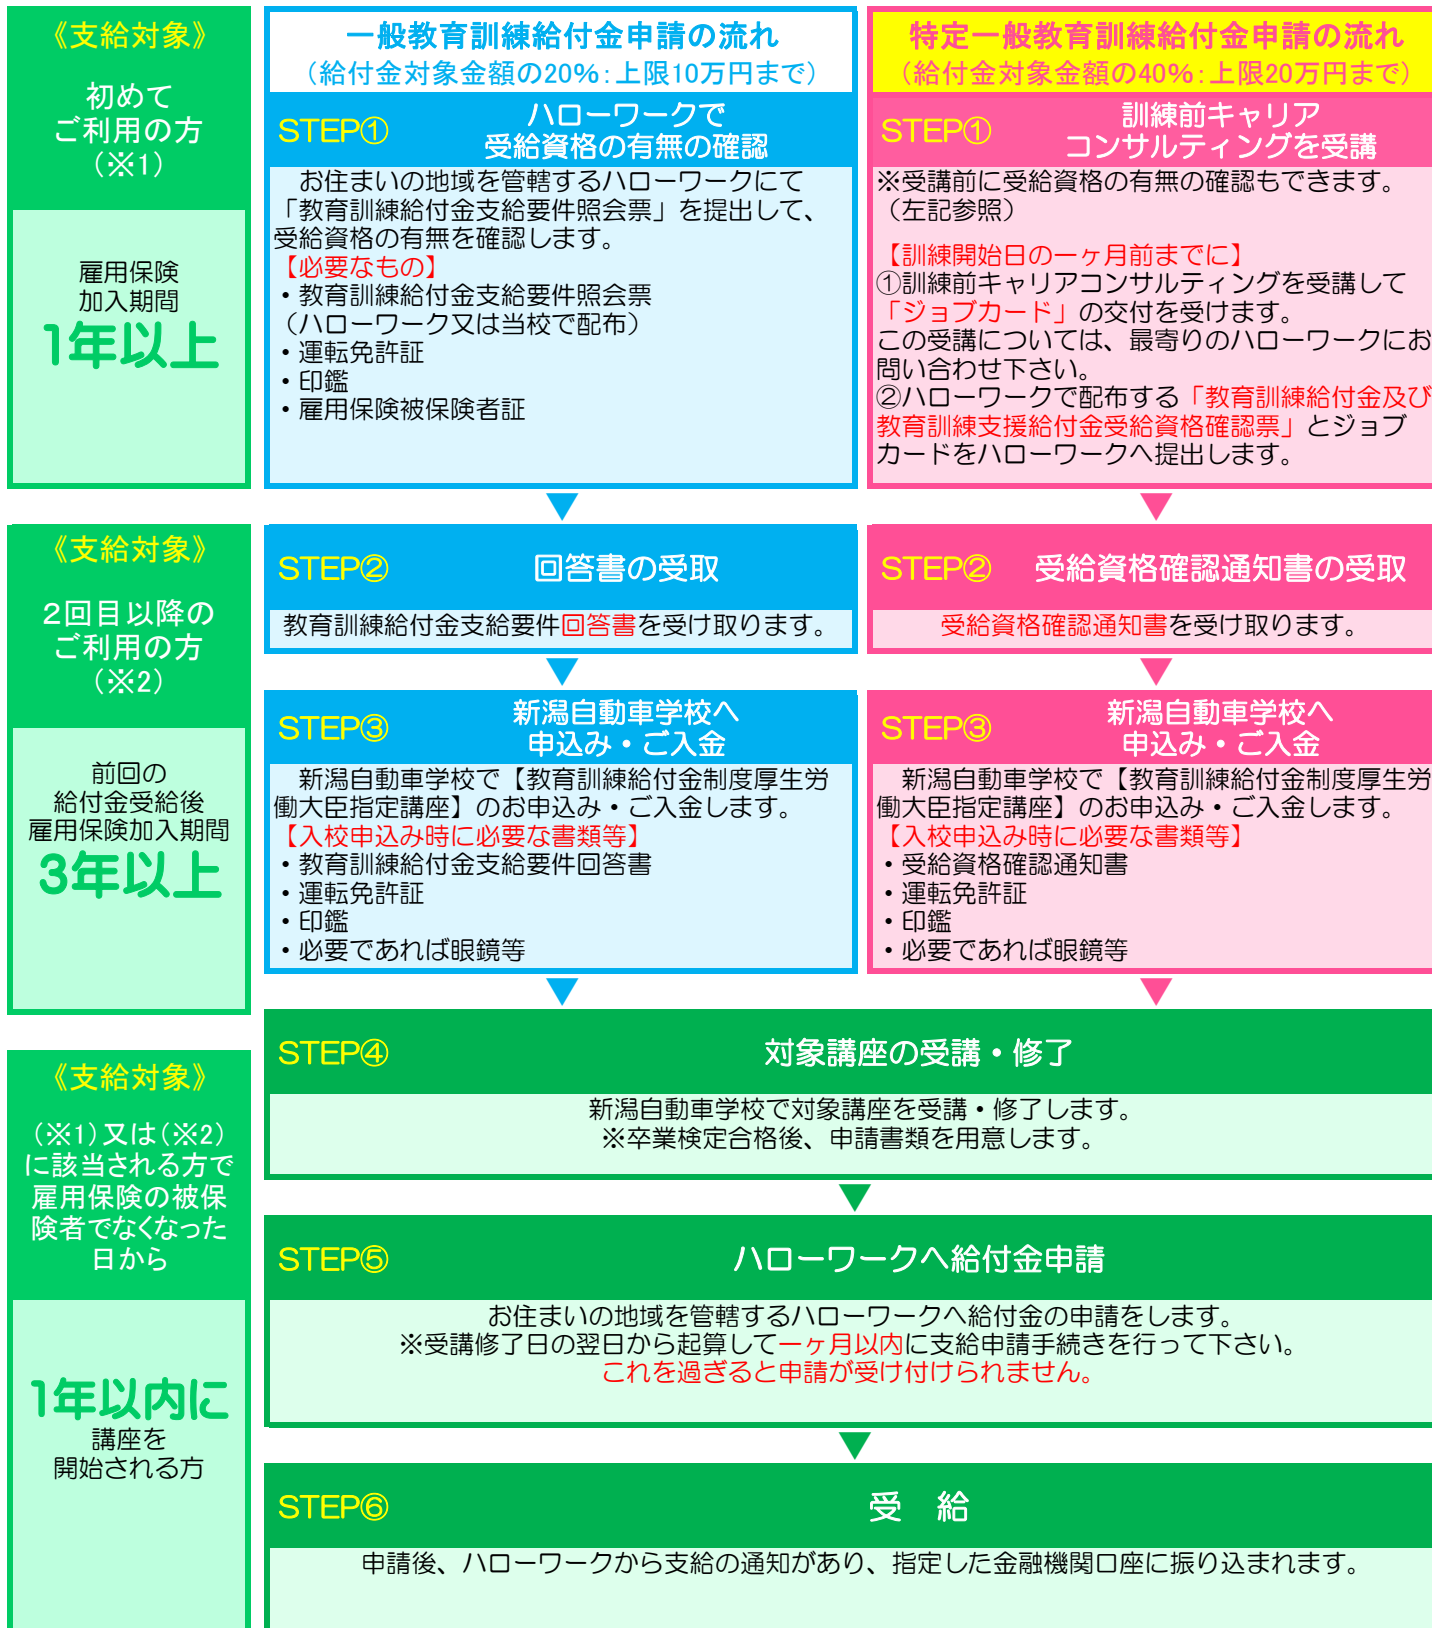 《支給対象》
初めて
ご利用の方
（※1）
雇用保険
加入期間
1年以上
《支給対象》
２回目以降の
ご利用の方
（※2）
前回の
給付金受給後
雇用保険加入期間
3年以上
《支給対象》
（※1）又は（※2）
に該当される方で
雇用保険の被保
険者でなくなった
日から
1年以内に
講座を
開始される方
一般教育訓練給付金申請の流れ
（給付金対象金額の20%：上限10万円まで）
STEP①
ハローワークで
受給資格の有無の確認
お住まいの地域を管轄するハローワークにて
「教育訓練給付金支給要件照会票」を提出して、
受給資格の有無を確認します。
【必要なもの】
・教育訓練給付金支給要件照会票
（ハローワーク又は当校で配布）
・運転免許証
・印鑑
・雇用保険被保険者証
STEP②
回答書の受取
教育訓練給付金支給要件回答書を受け取ります。
STEP③
新潟自動車学校へ
申込み・ご入金
新潟自動車学校で【教育訓練給付金制度厚生労
働大臣指定講座】のお申込み・ご入金します。
【入校申込み時に必要な書類等】
・教育訓練給付金支給要件回答書
・運転免許証
・印鑑
・必要であれば眼鏡等
特定一般教育訓練給付金申請の流れ
（給付金対象金額の40%：上限20万円まで）
STEP①
訓練前キャリア
コンサルティングを受講
※受講前に受給資格の有無の確認もできます。
（左記参照）
【訓練開始日の一ヶ月前までに】
①訓練前キャリアコンサルティングを受講して
「ジョブカード」の交付を受けます。
この受講については、最寄りのハローワークにお
問い合わせ下さい。
②ハローワークで配布する「教育訓練給付金及び
教育訓練支援給付金受給資格確認票」とジョブ
カードをハローワークへ提出します。
STEP②
受給資格確認通知書の受取
受給資格確認通知書を受け取ります。
STEP③
新潟自動車学校へ
申込み・ご入金
新潟自動車学校で【教育訓練給付金制度厚生労
働大臣指定講座】のお申込み・ご入金します。
【入校申込み時に必要な書類等】
・受給資格確認通知書
・運転免許証
・印鑑
・必要であれば眼鏡等
STEP④
対象講座の受講・修了
新潟自動車学校で対象講座を受講・修了します。
※卒業検定合格後、申請書類を用意します。
STEP⑤
ハローワークへ給付金申請
お住まいの地域を管轄するハローワークへ給付金の申請をします。
※受講修了日の翌日から起算して一ヶ月以内に支給申請手続きを行って下さい。
これを過ぎると申請が受け付けられません。
STEP⑥
受　給
申請後、ハローワークから支給の通知があり、指定した金融機関口座に振り込まれます。